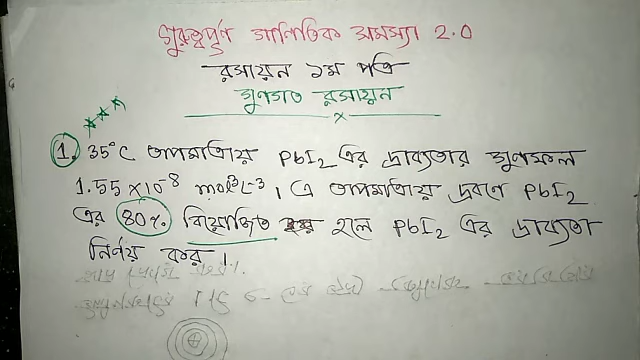 গুরুত্বপূর্ণ গাণিতিক সমস্যা 2.0
রসায়ন ১ম পত্র
গুণগত রসায়ন
x
1. 35°C তাপমাত্রায় PbI2 এর দ্রাব্যতার গুণফল
1.55 × 10-8 mol3L-3, এ তাপমাত্রায় দ্রবণে PbI2
এর 80% বিয়োজিত হলে PbI2 এর দ্রাব্যতা
নির্ণয় কর।